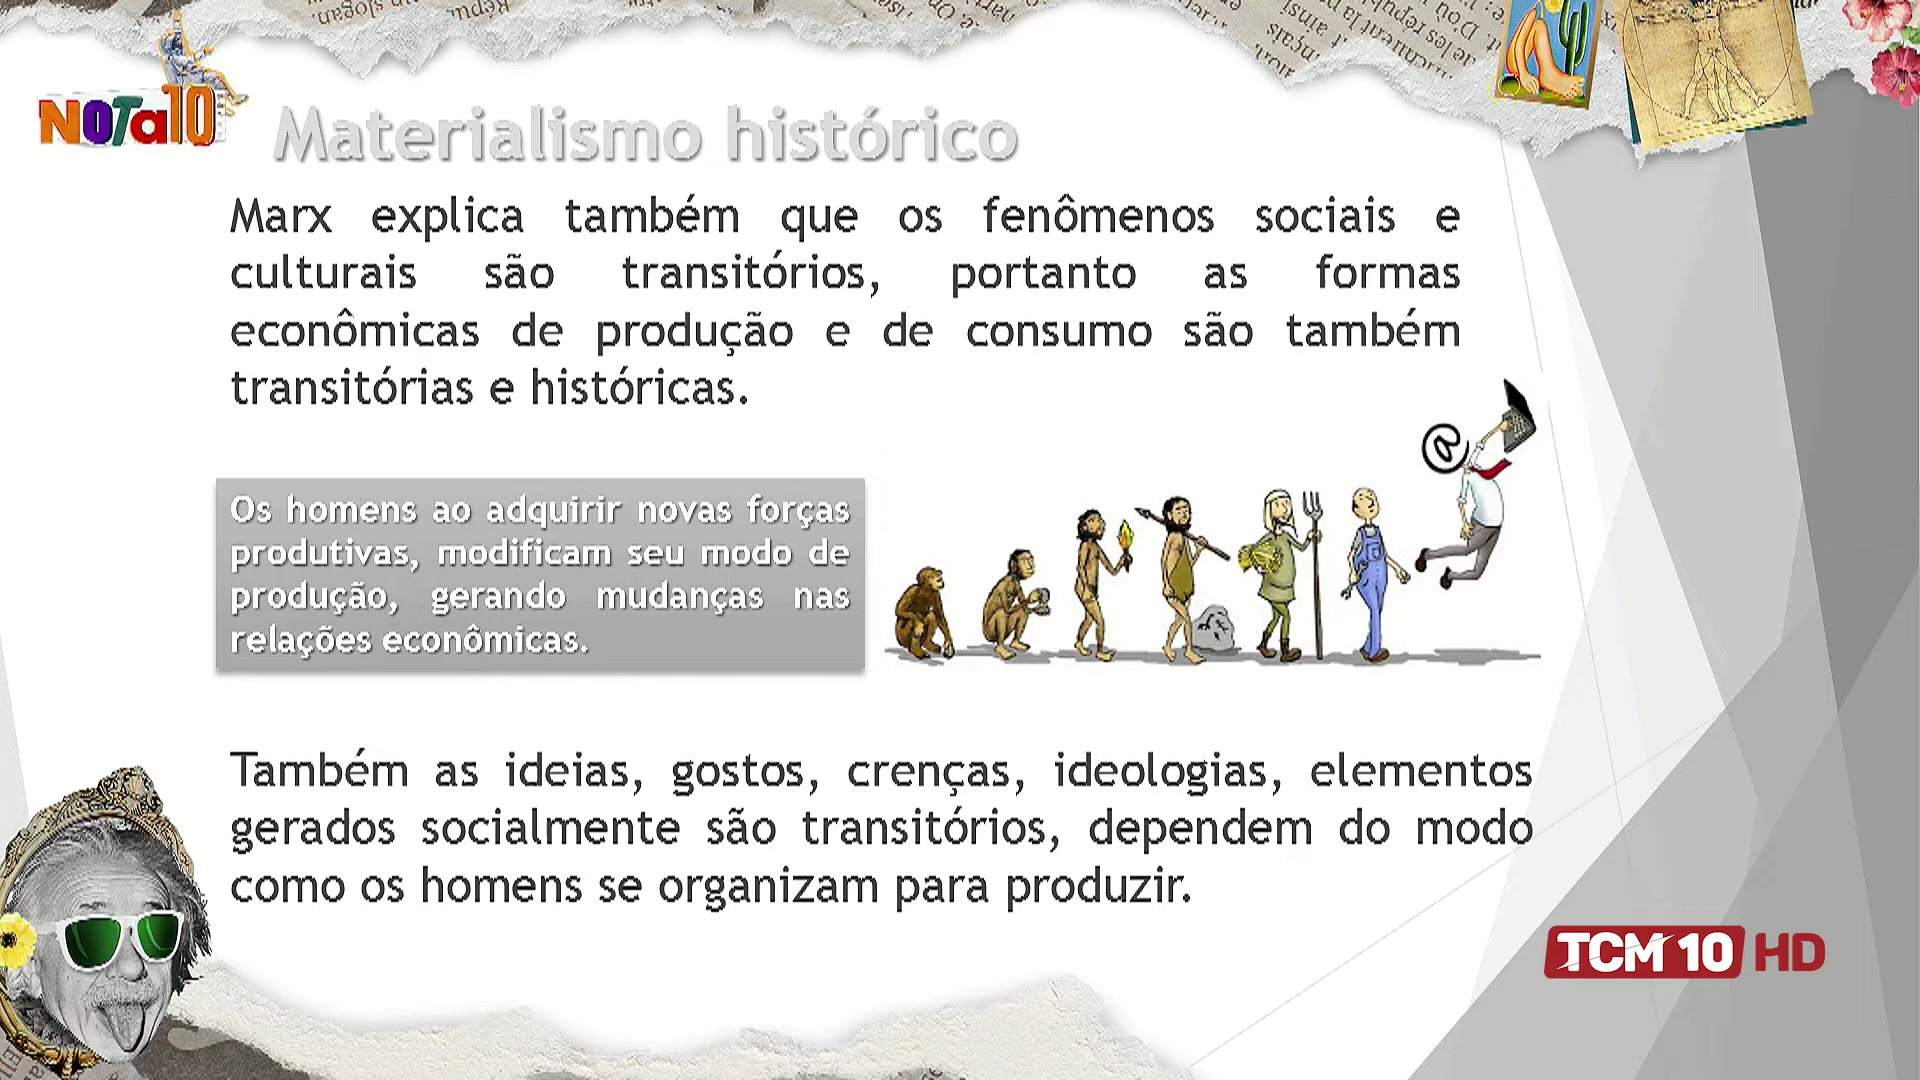 NOTa10
Materialismo histórico
Marx explica também que os fenômenos sociais e
culturais são transitórios, portanto as formas
econômicas de produção e de consumo são também
transitórias e históricas.
@
Os homens ao adquirir novas forças
produtivas, modificam seu modo de
produção, gerando mudanças nas
relações econômicas.
Também as ideias, gostos, crenças, ideologias, elementos
gerados socialmente são transitórios, dependem do modo
como os homens se organizam para produzir.
TCM 10 HD